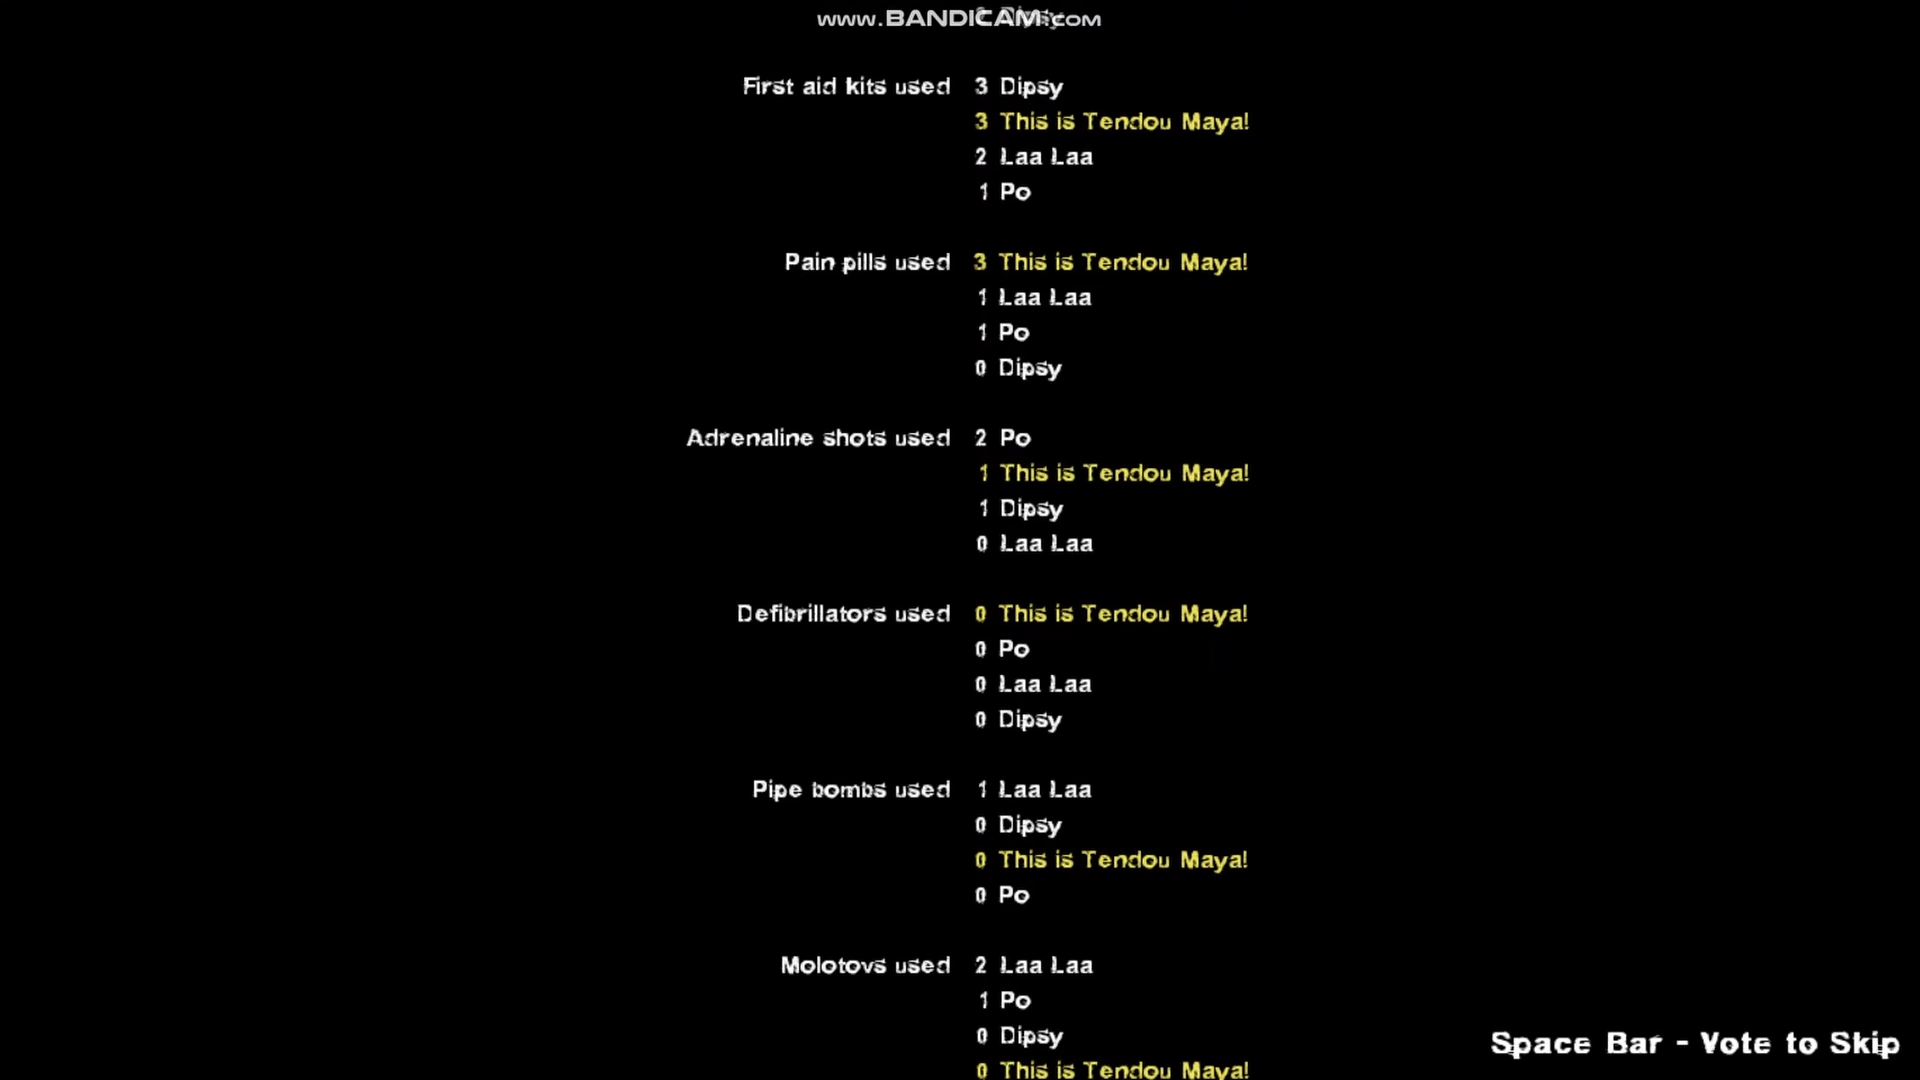 www.BANDICAM.com
Dipsy
First aid kits used 3 Dipsy
3 This is Tendou Maya!
2 Laa Laa
1 Po
Pain pills used 3 This is Tendou Maya!
1 Laa Laa
1 Po
0 Dipsy
Adrenaline shots used 2 Po
1 This is Tendou Maya!
1 Dipsy
0 Laa Laa
Defibrillators used 0 This is Tendou Maya!
0 Po
0 Laa Laa
0 Dipsy
Pipe bombs used 1 Laa Laa
0 Dipsy
0 This is Tendou Maya!
0 Po
Molotovs used 2 Laa Laa
1 Po
0 Dipsy
0 This is Tendou Maya!
Space Bar - Vote to Skip